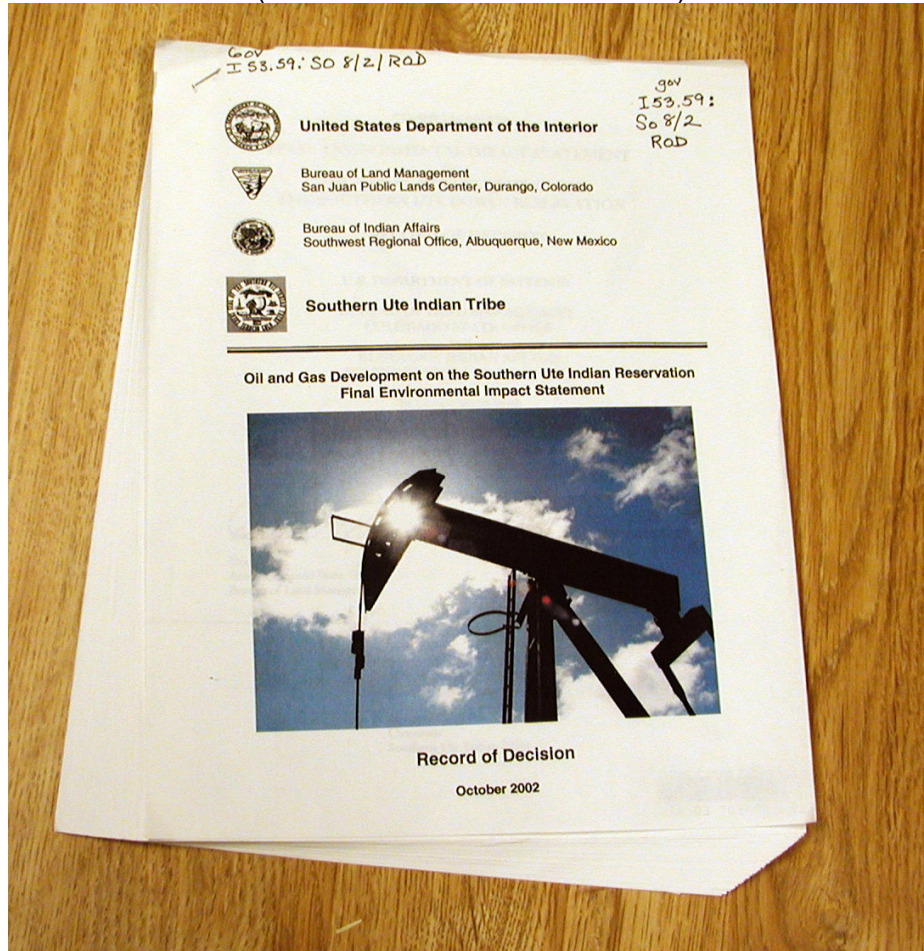 Gov
I 53.59: SO 8/2/ROD
gov
I53.59:
So 8/2
ROD
United States Department of the Interior
Bureau of Land Management
San Juan Public Lands Center, Durango, Colorado
Bureau of Indian Affairs
Southwest Regional Office, Albuquerque, New Mexico
Southern Ute Indian Tribe
Oil and Gas Development on the Southern Ute Indian Reservation
Final Environmental Impact Statement
Record of Decision
October 2002